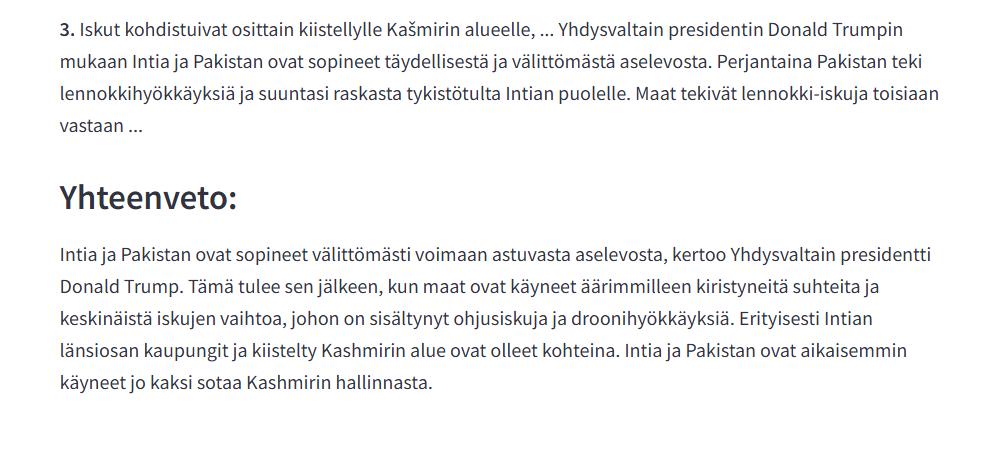 3. Iskut kohdistuivat osittain kiistellylle Kašmirin alueelle, ... Yhdysvaltain presidentin Donald Trumpin
mukaan Intia ja Pakistan ovat sopineet täydellisestä ja välittömästä aselevosta. Perjantaina Pakistan teki
lennokkihyökkäyksiä ja suuntasi raskasta tykistötulta Intian puolelle. Maat tekivät lennokki-iskuja toisiaan
vastaan ...
Yhteenveto:
Intia ja Pakistan ovat sopineet välittömästi voimaan astuvasta aselevosta, kertoo Yhdysvaltain presidentti
Donald Trump. Tämä tulee sen jälkeen, kun maat ovat käyneet äärimmilleen kiristyneitä suhteita ja
keskinäistä iskujen vaihtoa, johon on sisältynyt ohjusiskuja ja droonihyökkäyksiä. Erityisesti Intian
länsiosan kaupungit ja kiistelty Kashmirin alue ovat olleet kohteina. Intia ja Pakistan ovat aikaisemmin
käyneet jo kaksi sotaa Kashmirin hallinnasta.